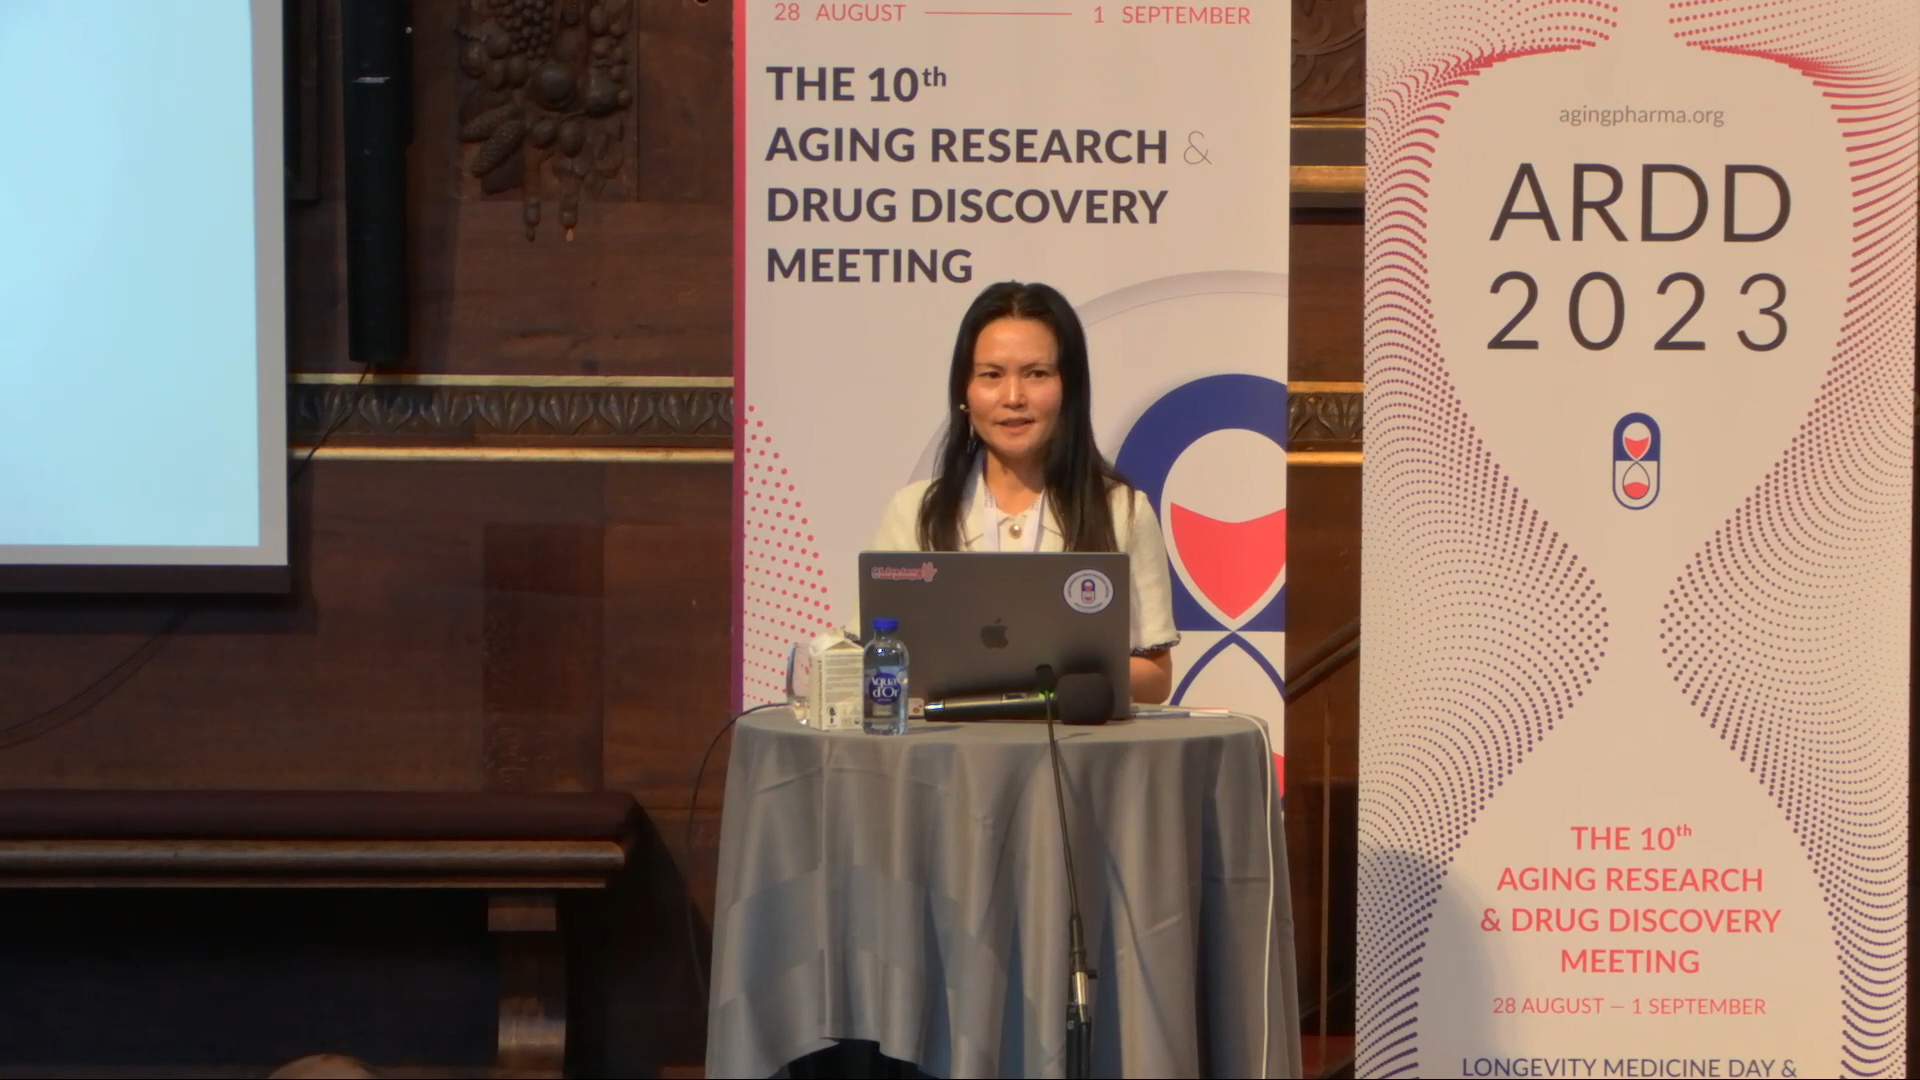 28 AUGUST 1 SEPTEMBER
THE 10th
AGING RESEARCH &
DRUG DISCOVERY
MEETING
agingpharma.org
ARDD
2023
THE 10th
AGING RESEARCH
& DRUG DISCOVERY
MEETING
28 AUGUST — 1 SEPTEMBER
LONGEVITY MEDICINE DAY &
Aqua
d'Or